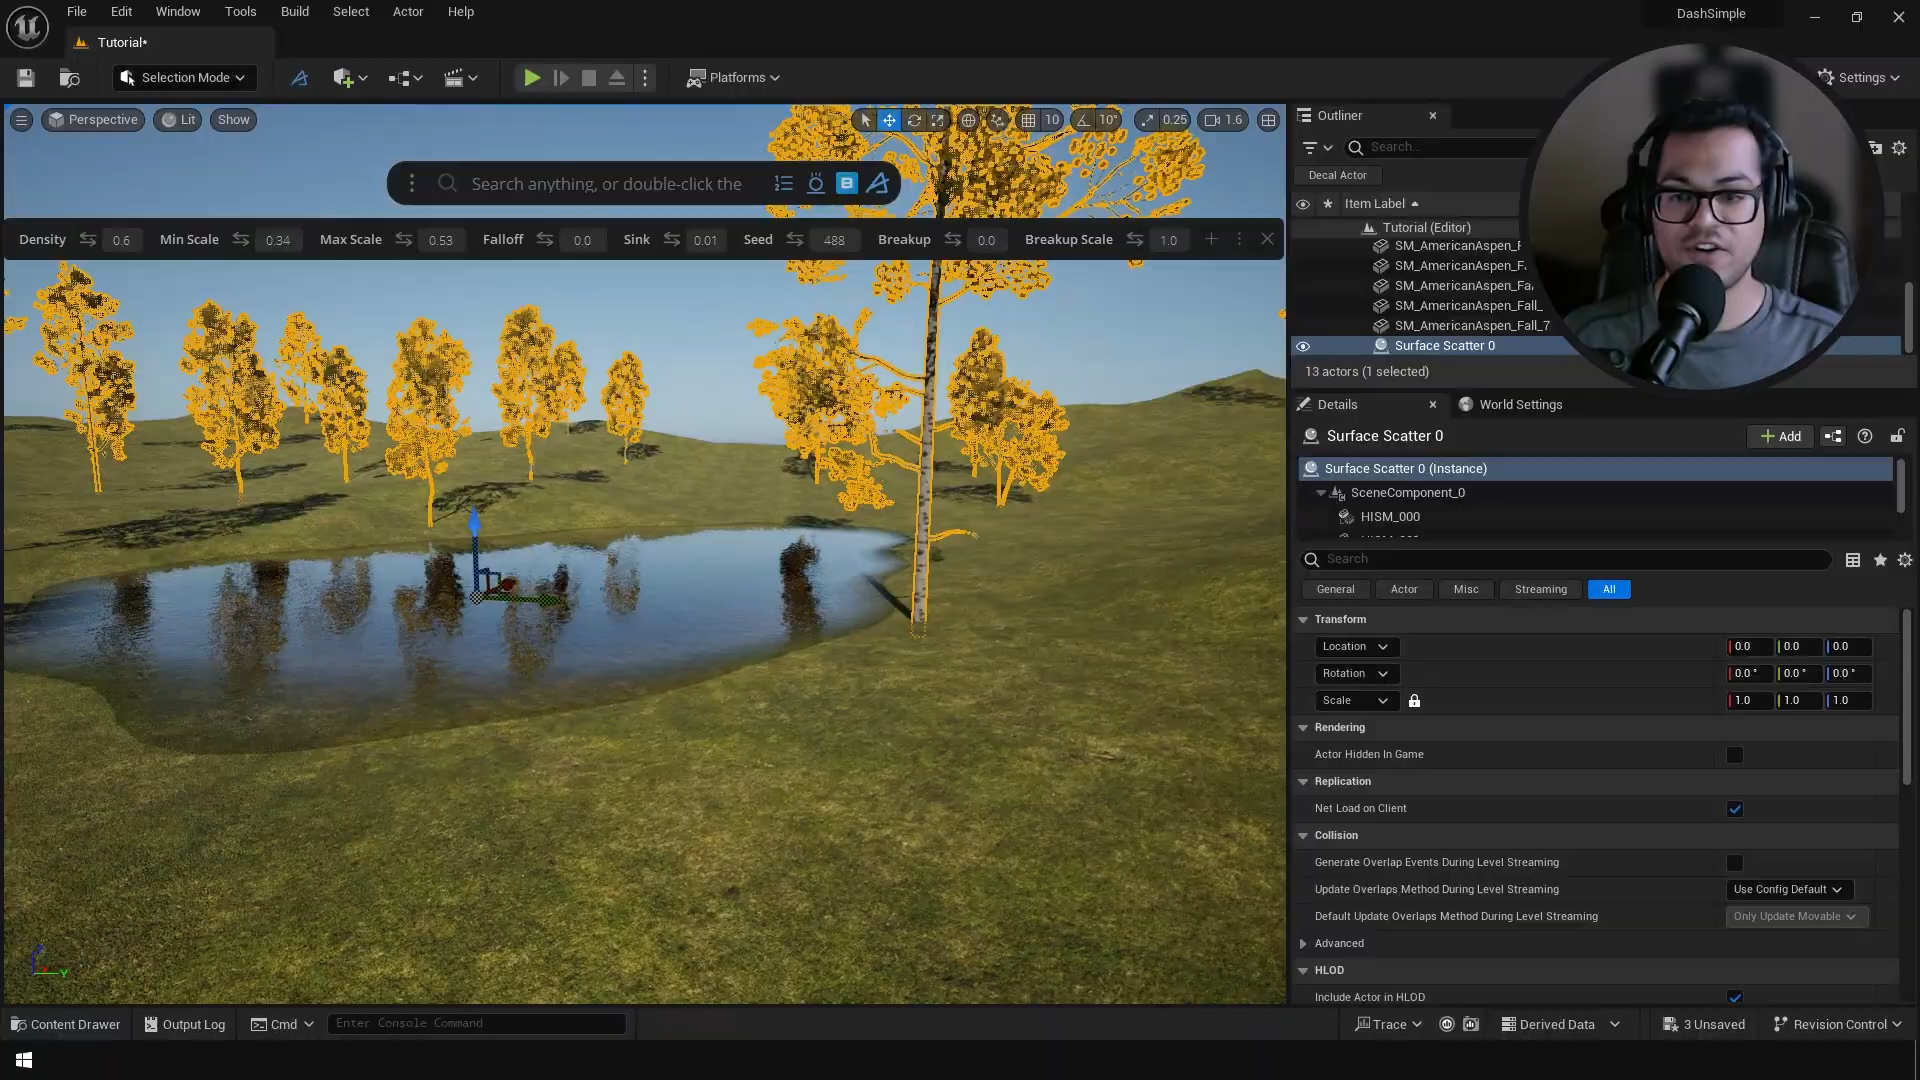 File Edit Window Tools Build Select Actor Help
DashSimple
Tutorial*
Selection Mode
Platforms
Settings
Perspective Lit Show
10 10° 0.25 1.6
Search anything, or double-click the
Density 0.6 Min Scale 0.34 Max Scale 0.53 Falloff 0.0 Sink 0.01 Seed 488 Breakup 0.0 Breakup Scale 1.0
Outliner
Search...
Decal Actor
Item Label
Tutorial (Editor)
SM_AmericanAspen_F
SM_AmericanAspen_Fa
SM_AmericanAspen_Fal
SM_AmericanAspen_Fall_
SM_AmericanAspen_Fall_7
Surface Scatter 0
13 actors (1 selected)
Details World Settings
Surface Scatter 0
Add
Surface Scatter 0 (Instance)
SceneComponent_0
HISM_000
Search
General Actor Misc Streaming All
Transform
Location 0.0 0.0 0.0
Rotation 0.0° 0.0° 0.0°
Scale 1.0 1.0 1.0
Rendering
Actor Hidden In Game
Replication
Net Load on Client
Collision
Generate Overlap Events During Level Streaming
Update Overlaps Method During Level Streaming Use Config Default
Default Update Overlaps Method During Level Streaming Only Update Movable
Advanced
HLOD
Include Actor in HLOD
Content Drawer Output Log Cmd Enter Console Command
Trace Derived Data 3 Unsaved Revision Control